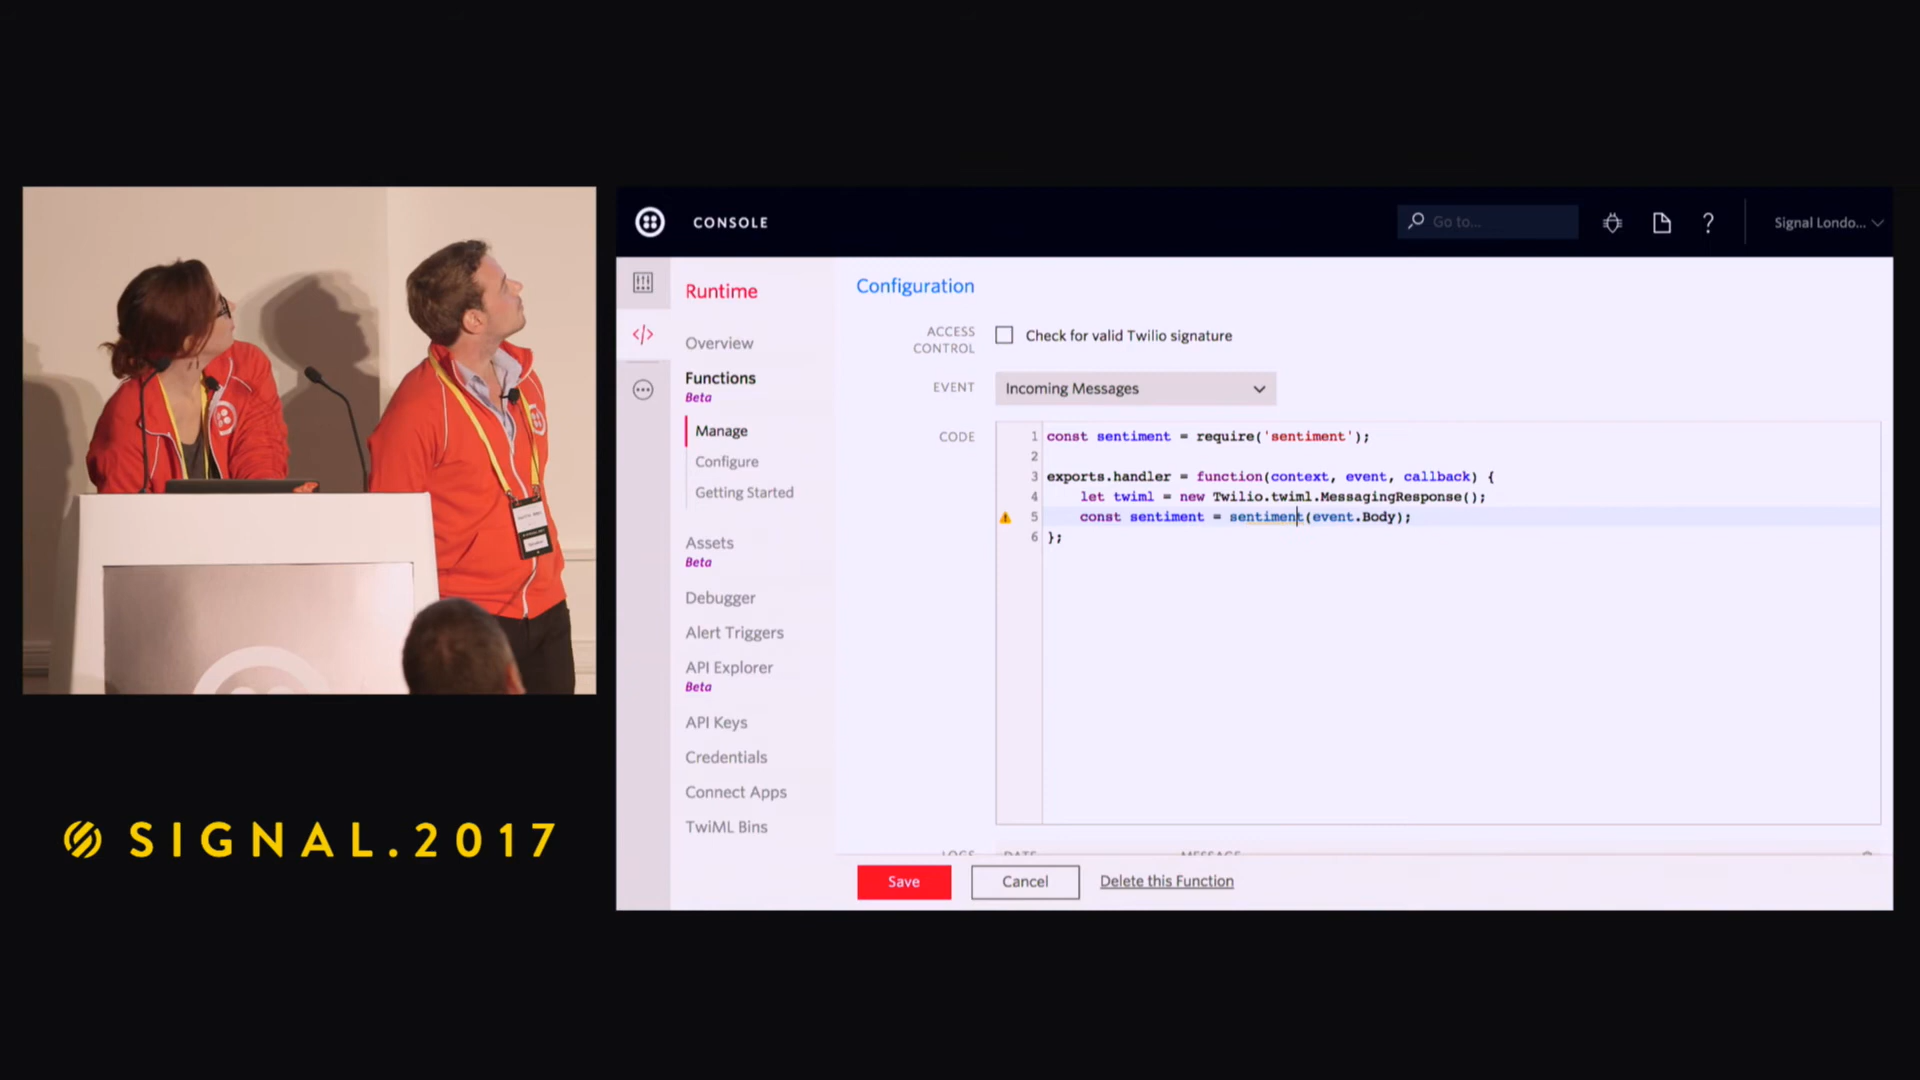 CONSOLE
Go to...
?
Signal Londo...
Runtime
Overview
Functions
Beta
Manage
Configure
Getting Started
Assets
Beta
Debugger
Alert Triggers
API Explorer
Beta
API Keys
Credentials
Connect Apps
TwiML Bins
Configuration
ACCESS
CONTROL
Check for valid Twilio signature
EVENT
Incoming Messages
CODE
1 const sentiment = require('sentiment');
2
3 exports.handler = function(context, event, callback) {
4 let twiml = new Twilio.twiml.MessagingResponse();
5 const sentiment = sentiment(event.Body);
6 };
LOGS DATE MESSAGE
Save
Cancel
Delete this Function
SIGNAL.2017